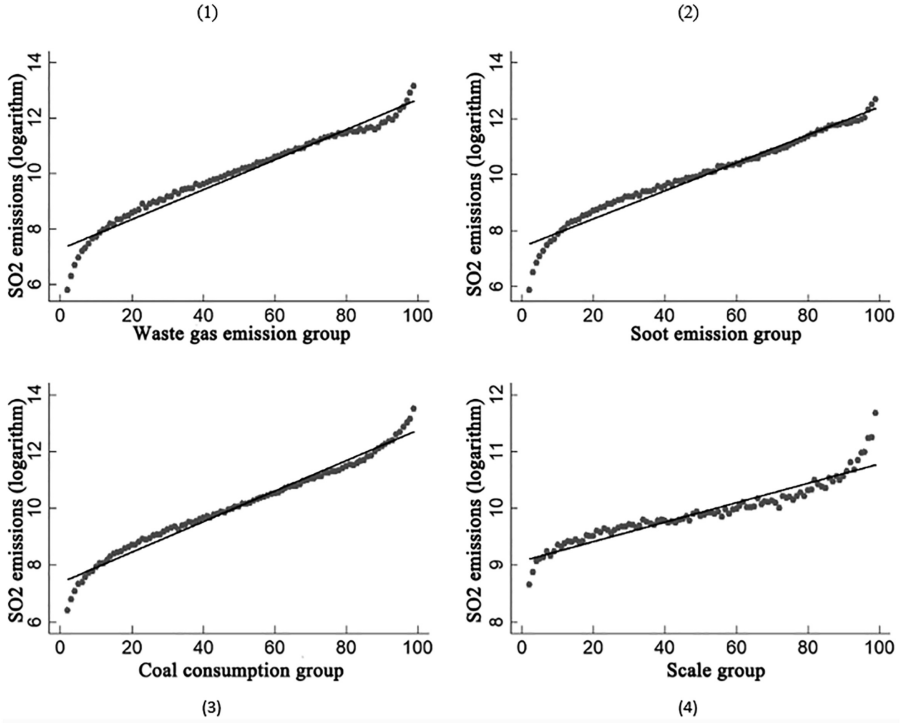 (1)
(2)
SO2 emissions (logarithm)
14
12
10
8
6
0 20 40 60 80 100
Waste gas emission group
SO2 emissions (logarithm)
14
12
10
8
6
0 20 40 60 80 100
Soot emission group
SO2 emissions (logarithm)
14
12
10
8
6
0 20 40 60 80 100
Coal consumption group
SO2 emissions (logarithm)
12
11
10
9
8
0 20 40 60 80 100
Scale group
(3)
(4)